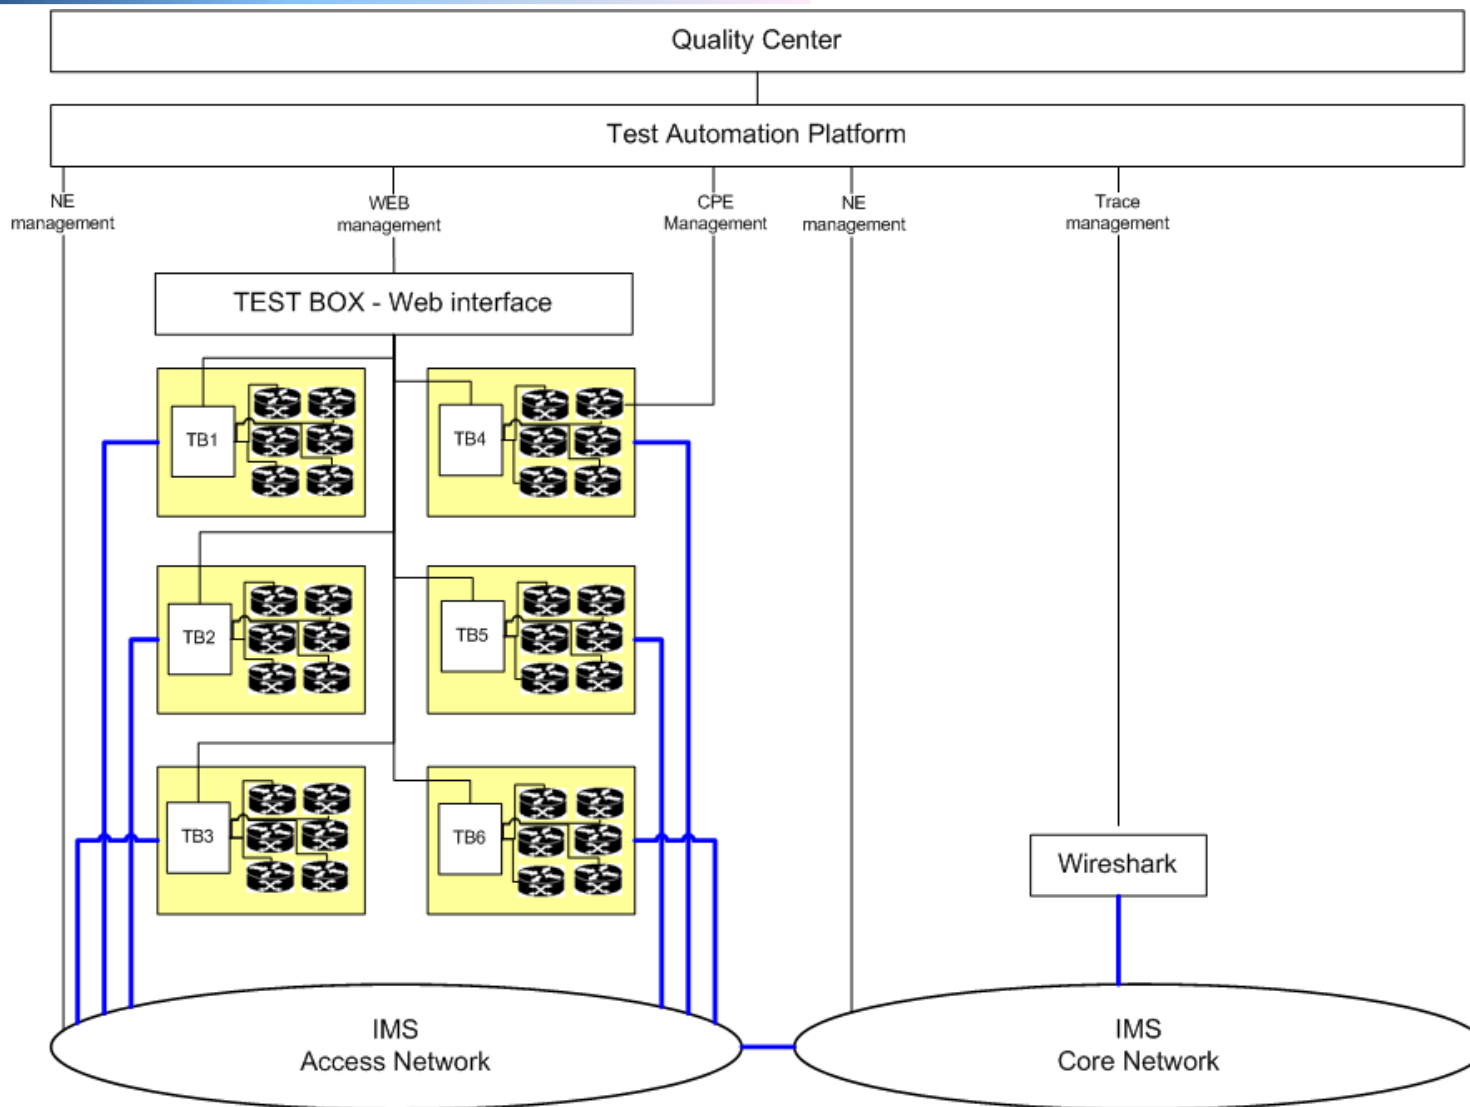 Quality Center
Test Automation Platform
NE
management
WEB
management
CPE
Management
NE
management
Trace
management
TEST BOX - Web interface
TB1
TB4
TB2
TB5
TB3
TB6
Wireshark
IMS
Access Network
IMS
Core Network